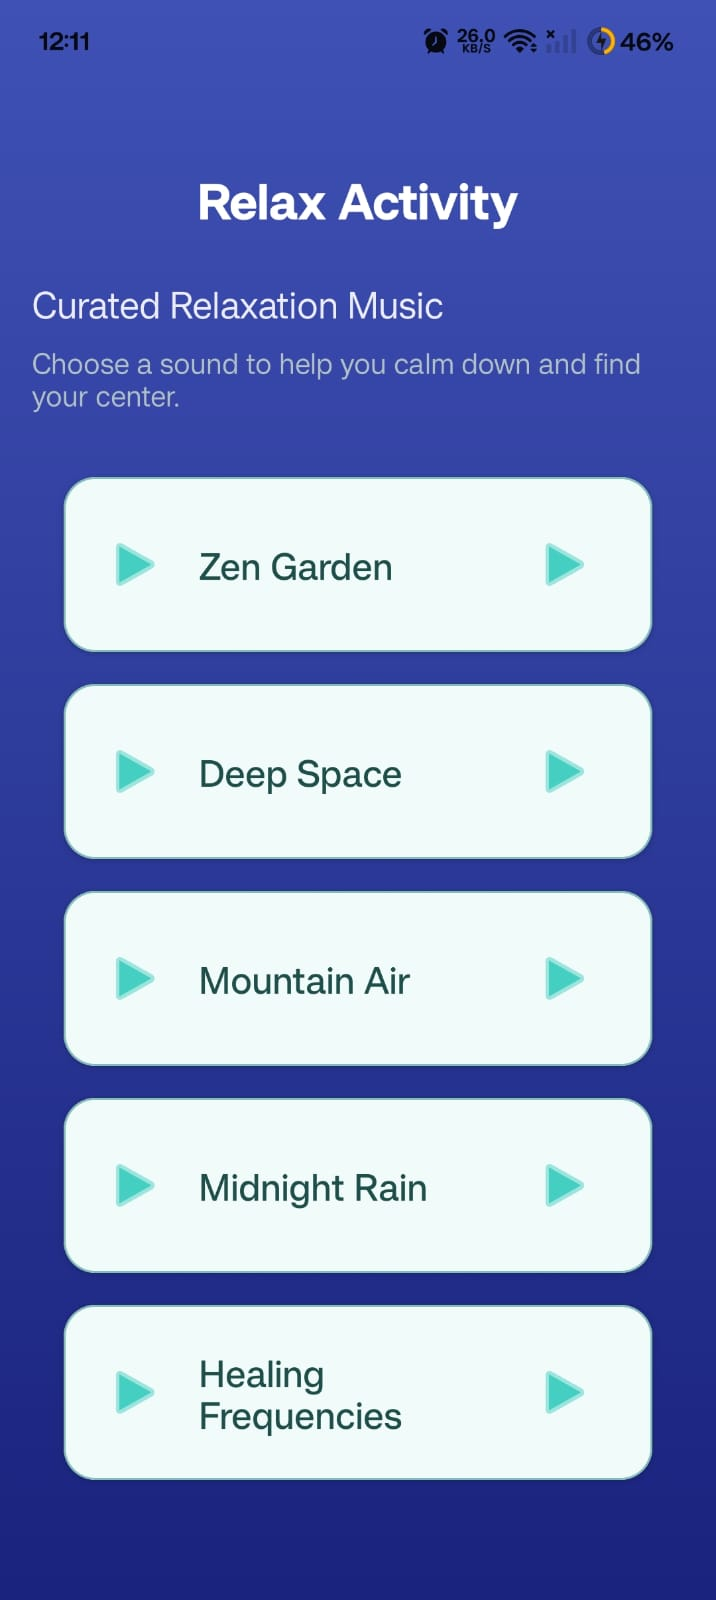 12:11
26.0
KB/S
46%
Relax Activity
Curated Relaxation Music
Choose a sound to help you calm down and find
your center.
Zen Garden
Deep Space
Mountain Air
Midnight Rain
Healing
Frequencies